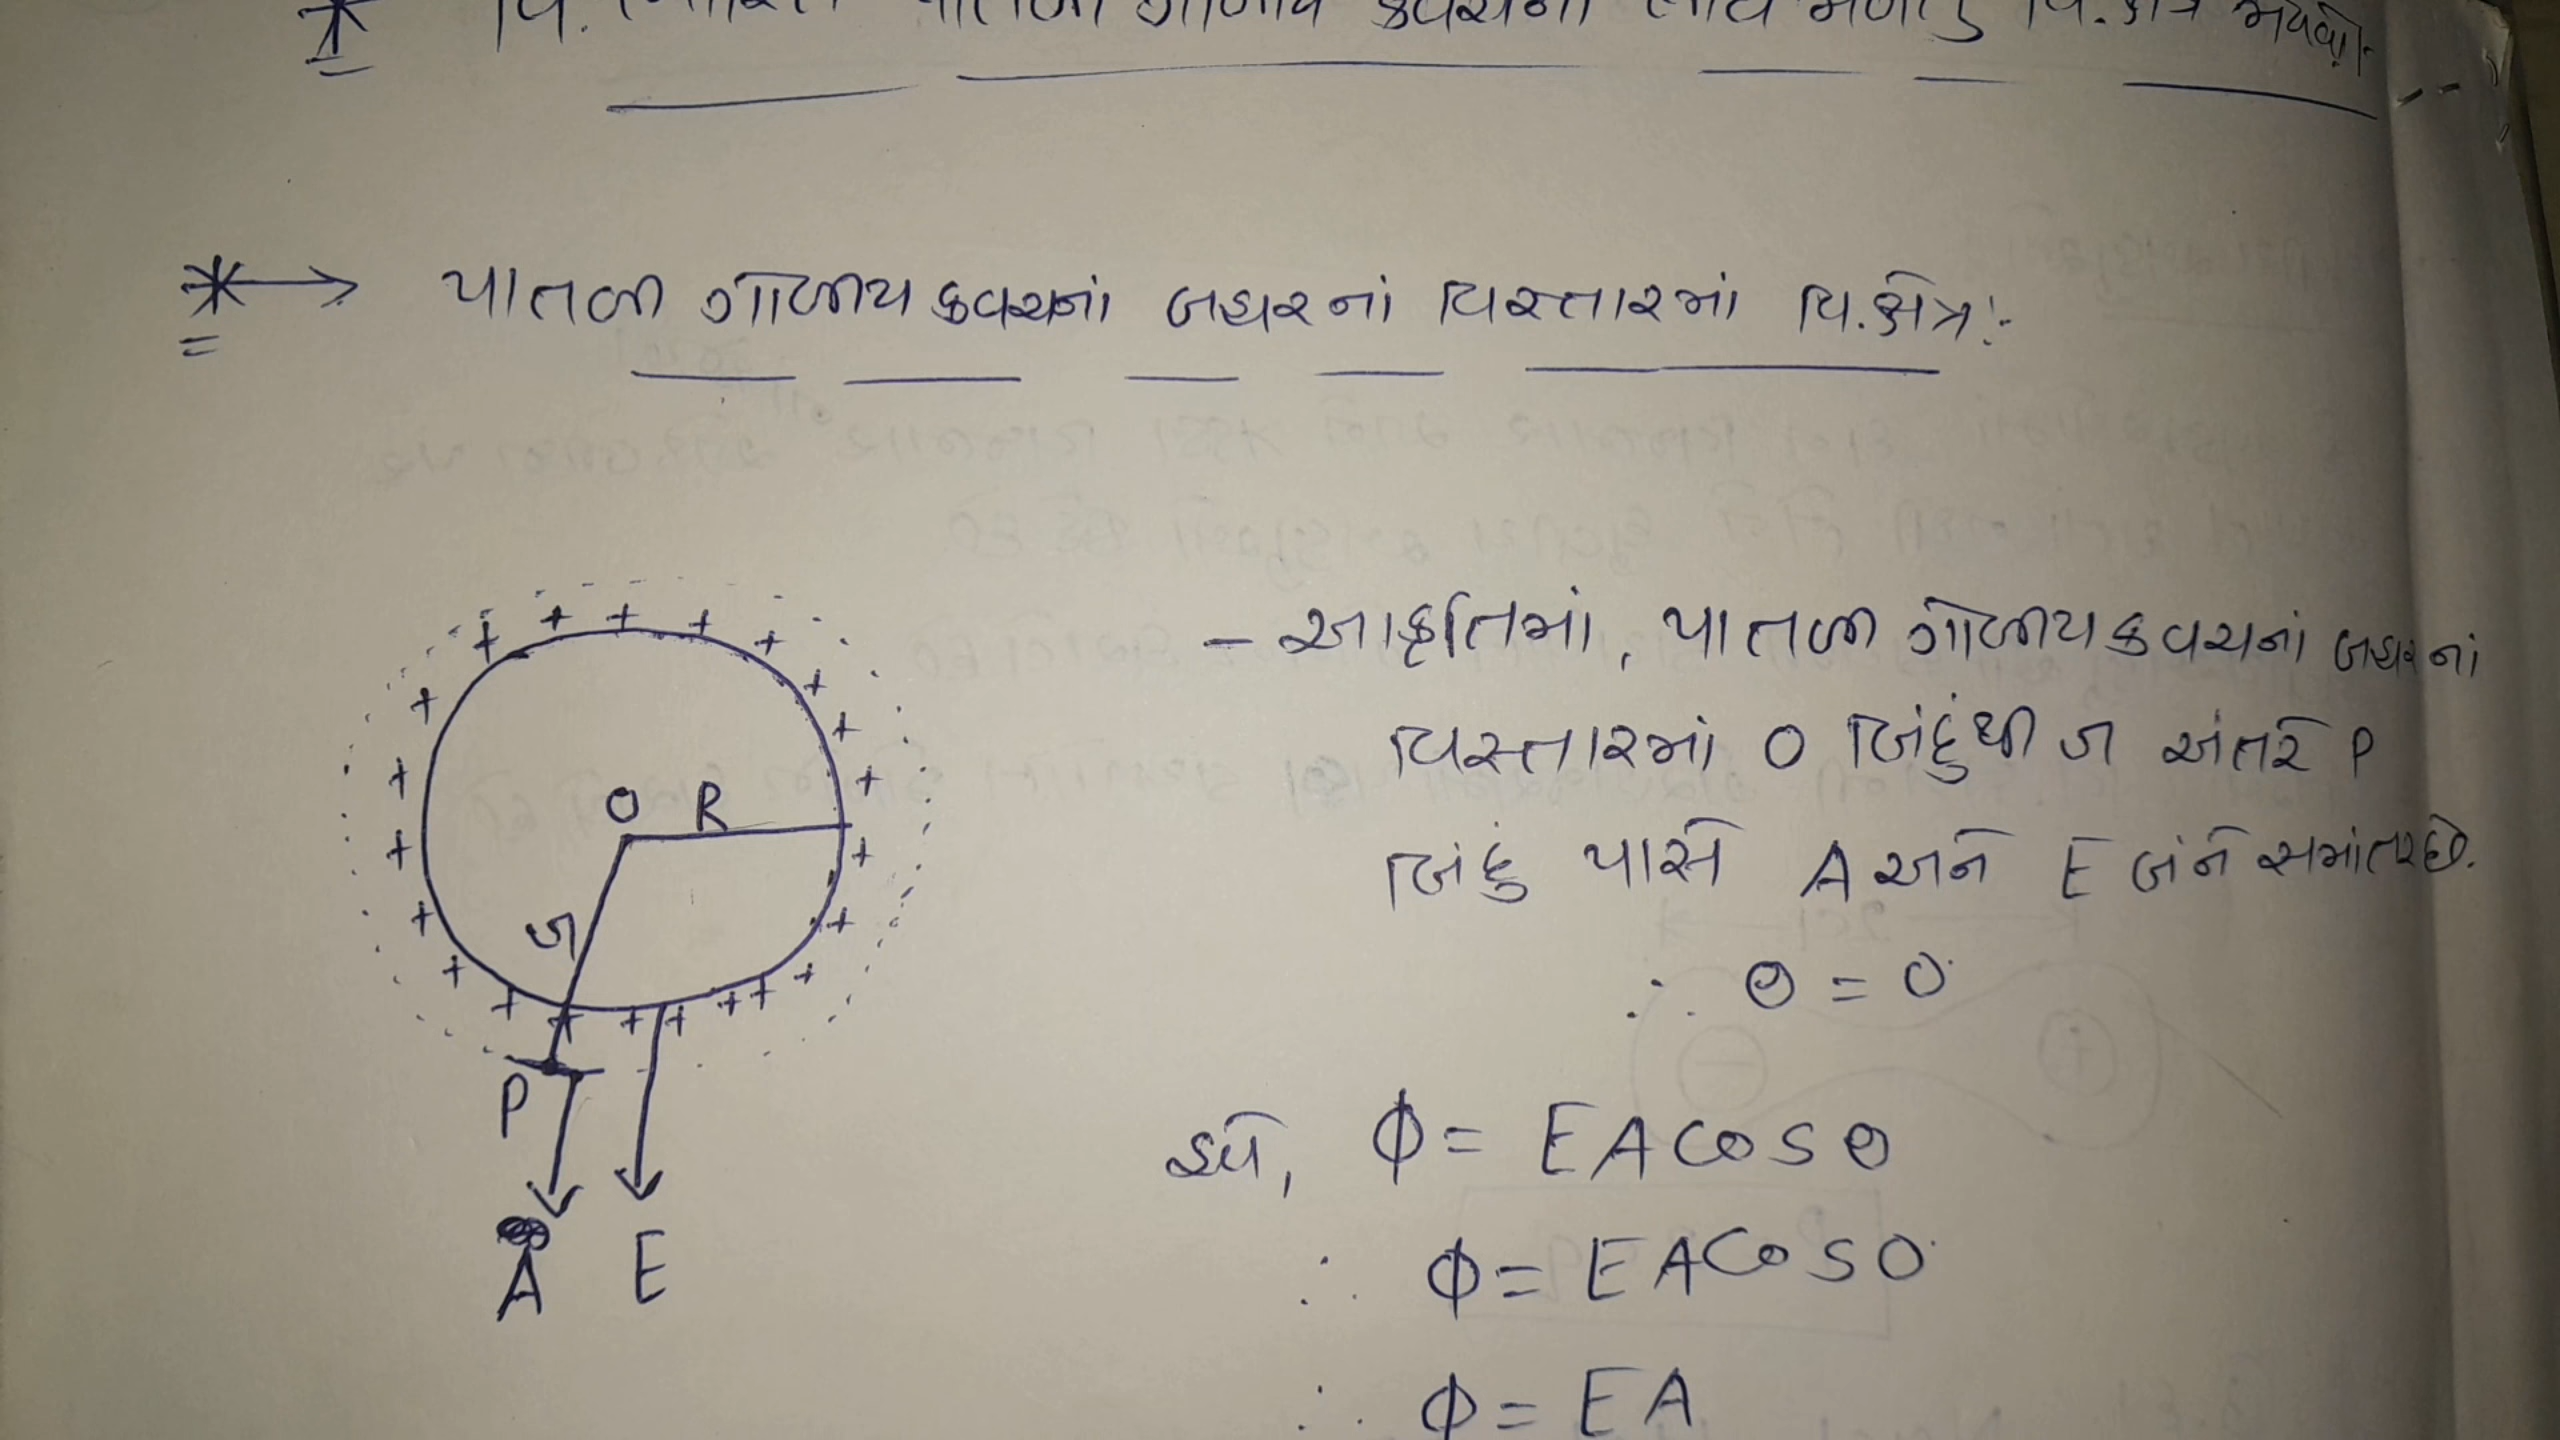 પાતળી ગોળીય કવચનાં બહારનાં વિસ્તારમાં વિ.ક્ષેત્ર:-
- આકૃતિમાં, પાતળી ગોળીય કવચનાં બહારનાં
વિસ્તારમાં O બિંદુથી r અંતરે P
બિંદુ પાસે A અને E બંને સમાંતર છે.
∴ θ = 0
હવે, Φ = EA cos θ
∴ Φ = EA cos 0
∴ Φ = EA
O R
r
P
A E